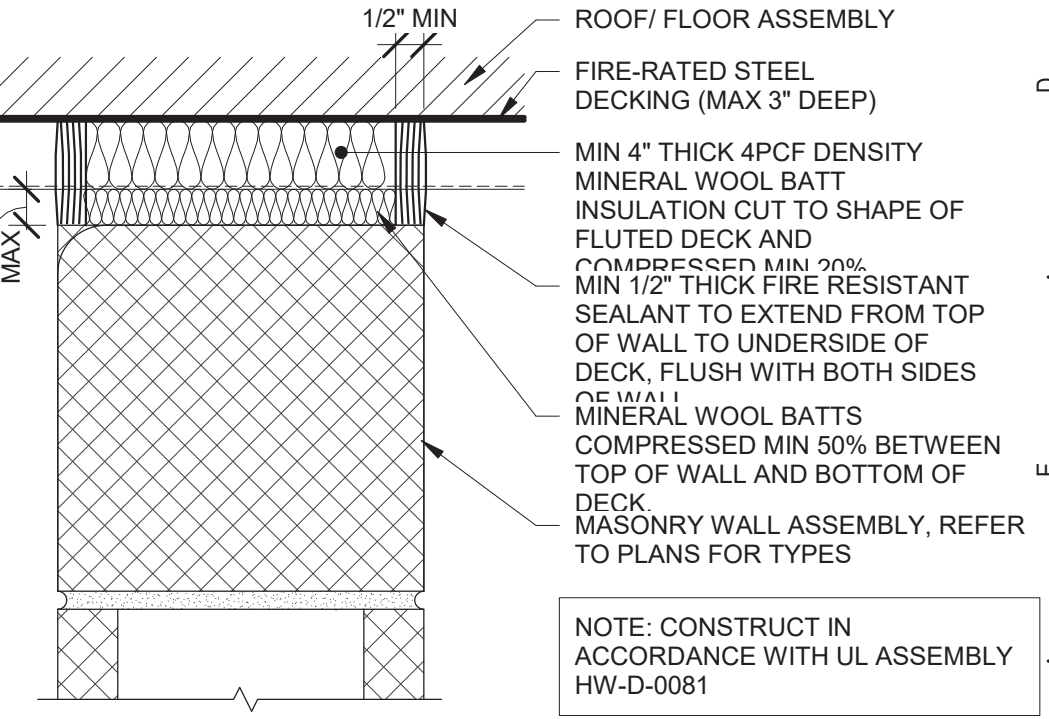 1/2" MIN
ROOF/ FLOOR ASSEMBLY
FIRE-RATED STEEL
DECKING (MAX 3" DEEP)
MIN 4" THICK 4PCF DENSITY
MINERAL WOOL BATT
INSULATION CUT TO SHAPE OF
FLUTED DECK AND
COMPRESSED MIN 20%
MIN 1/2" THICK FIRE RESISTANT
SEALANT TO EXTEND FROM TOP
OF WALL TO UNDERSIDE OF
DECK, FLUSH WITH BOTH SIDES
OF WALL
MINERAL WOOL BATTS
COMPRESSED MIN 50% BETWEEN
TOP OF WALL AND BOTTOM OF
DECK.
MASONRY WALL ASSEMBLY, REFER
TO PLANS FOR TYPES
NOTE: CONSTRUCT IN
ACCORDANCE WITH UL ASSEMBLY
HW-D-0081
MAX
D